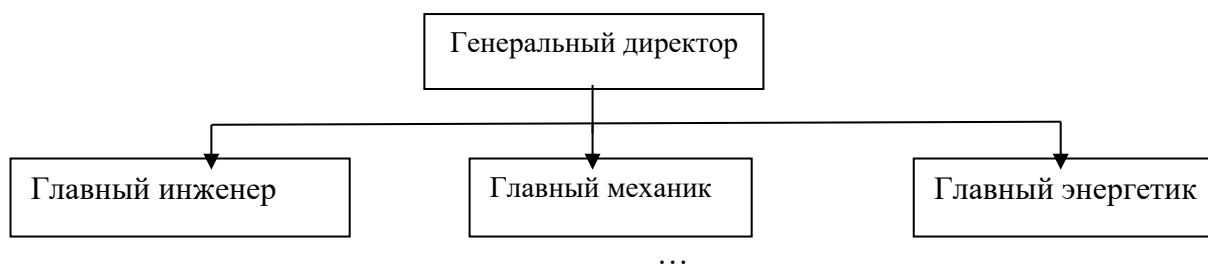 Генеральный директор
Главный инженер
Главный механик
Главный энергетик
…